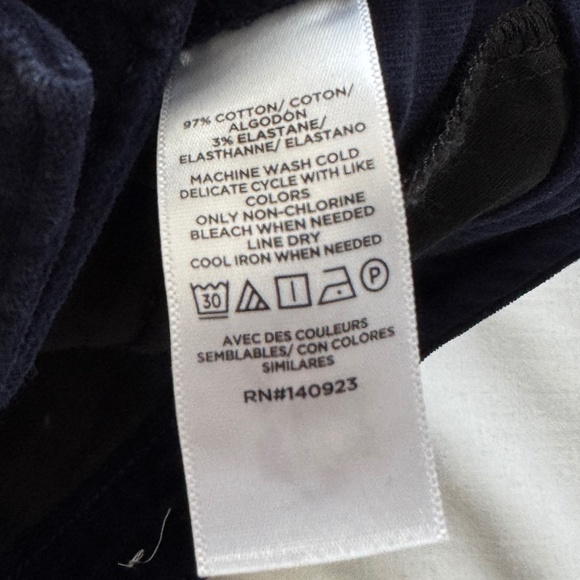 97% COTTON/ COTON/
ALGODÓN
3% ELASTANE/
ELASTHANNE/ ELASTANO
MACHINE WASH COLD
DELICATE CYCLE WITH LIKE
COLORS
ONLY NON-CHLORINE
BLEACH WHEN NEEDED
LINE DRY
COOL IRON WHEN NEEDED
30 P
AVEC DES COULEURS
SEMBLABLES/ CON COLORES
SIMILARES
RN#140923